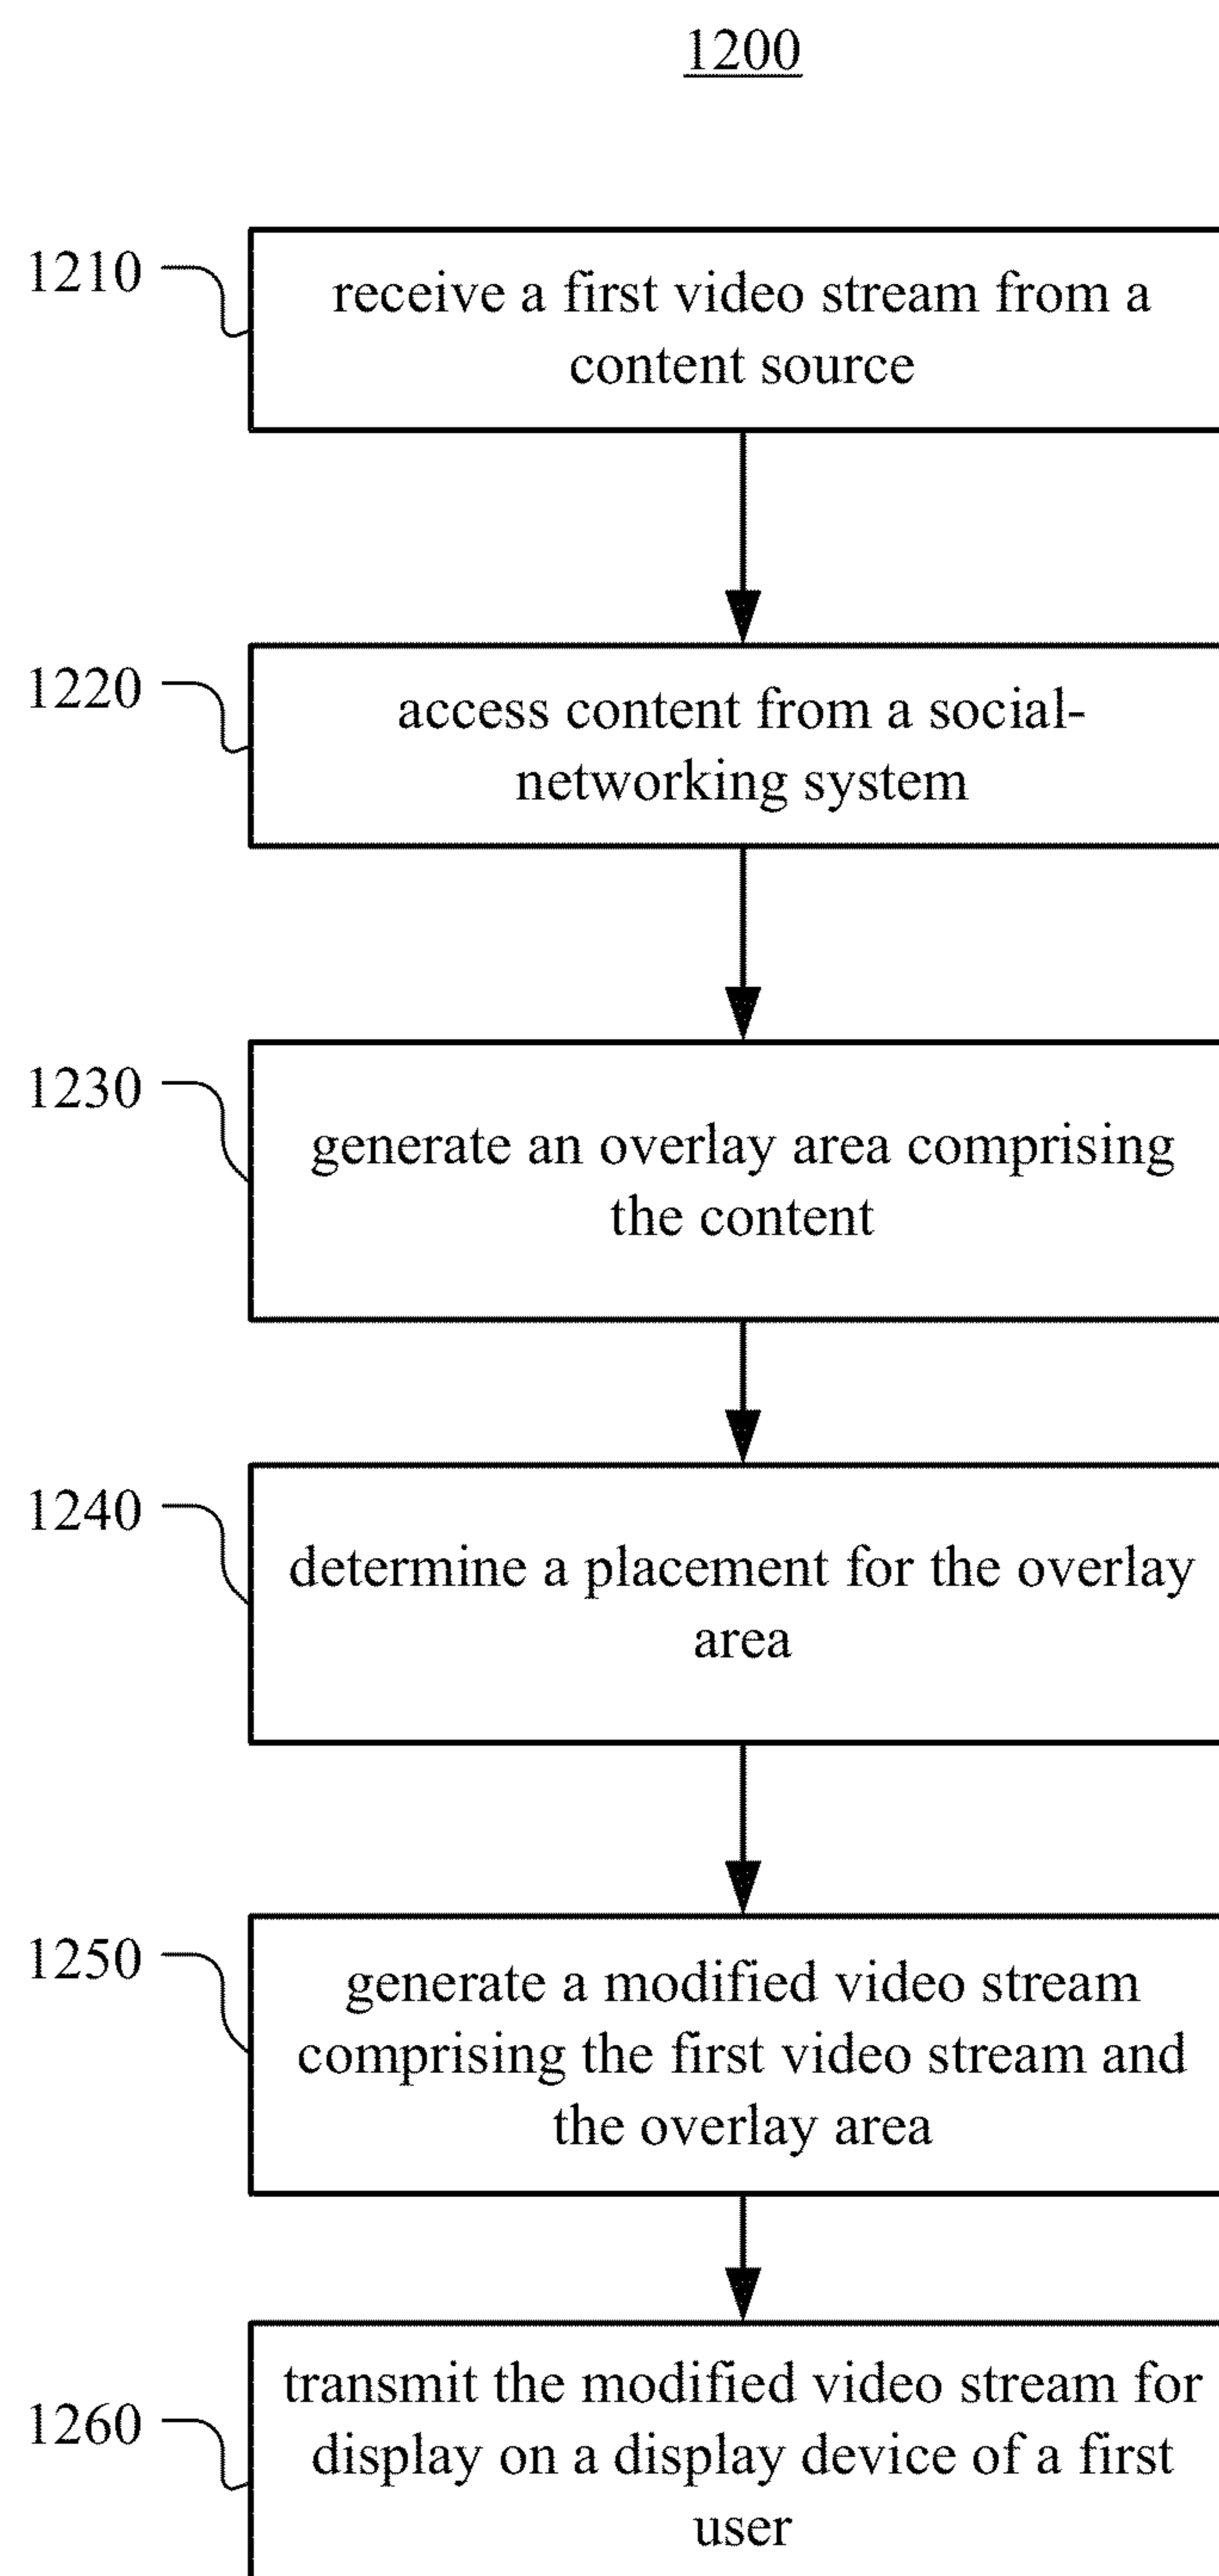 1200
1210
receive a first video stream from a
content source
1220
access content from a social-
networking system
1230
generate an overlay area comprising
the content
1240
determine a placement for the overlay
area
1250
generate a modified video stream
comprising the first video stream and
the overlay area
1260
transmit the modified video stream for
display on a display device of a first
user